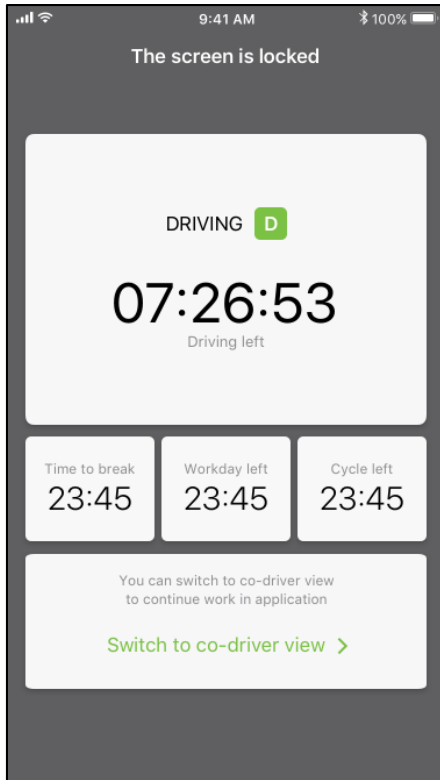 9:41 AM
100%
The screen is locked
DRIVING D
07:26:53
Driving left
Time to break
23:45
Workday left
23:45
Cycle left
23:45
You can switch to co-driver view
to continue work in application
Switch to co-driver view